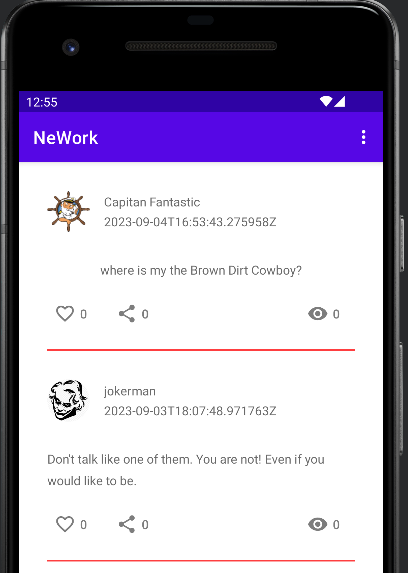 12:55
NeWork
Capitan Fantastic
2023-09-04T16:53:43.275958Z
where is my the Brown Dirt Cowboy?
0 0 0
jokerman
2023-09-03T18:07:48.971763Z
Don't talk like one of them. You are not! Even if you
would like to be.
0 0 0